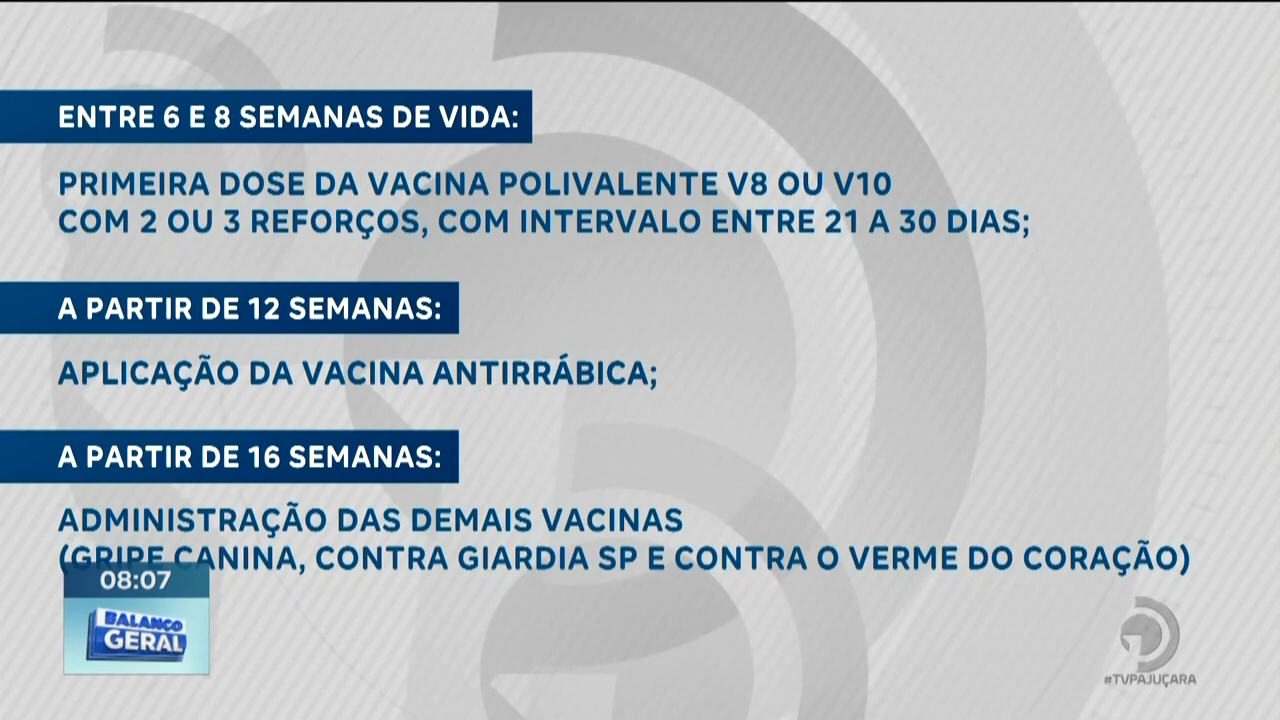 ENTRE 6 E 8 SEMANAS DE VIDA:
PRIMEIRA DOSE DA VACINA POLIVALENTE V8 OU V10
COM 2 OU 3 REFORÇOS, COM INTERVALO ENTRE 21 A 30 DIAS;
A PARTIR DE 12 SEMANAS:
APLICAÇÃO DA VACINA ANTIRRÁBICA;
A PARTIR DE 16 SEMANAS:
ADMINISTRAÇÃO DAS DEMAIS VACINAS
(GRIPE CANINA, CONTRA GIARDIA SP E CONTRA O VERME DO CORAÇÃO)
08:07
BALANÇO
GERAL
#TVPAJUÇARA